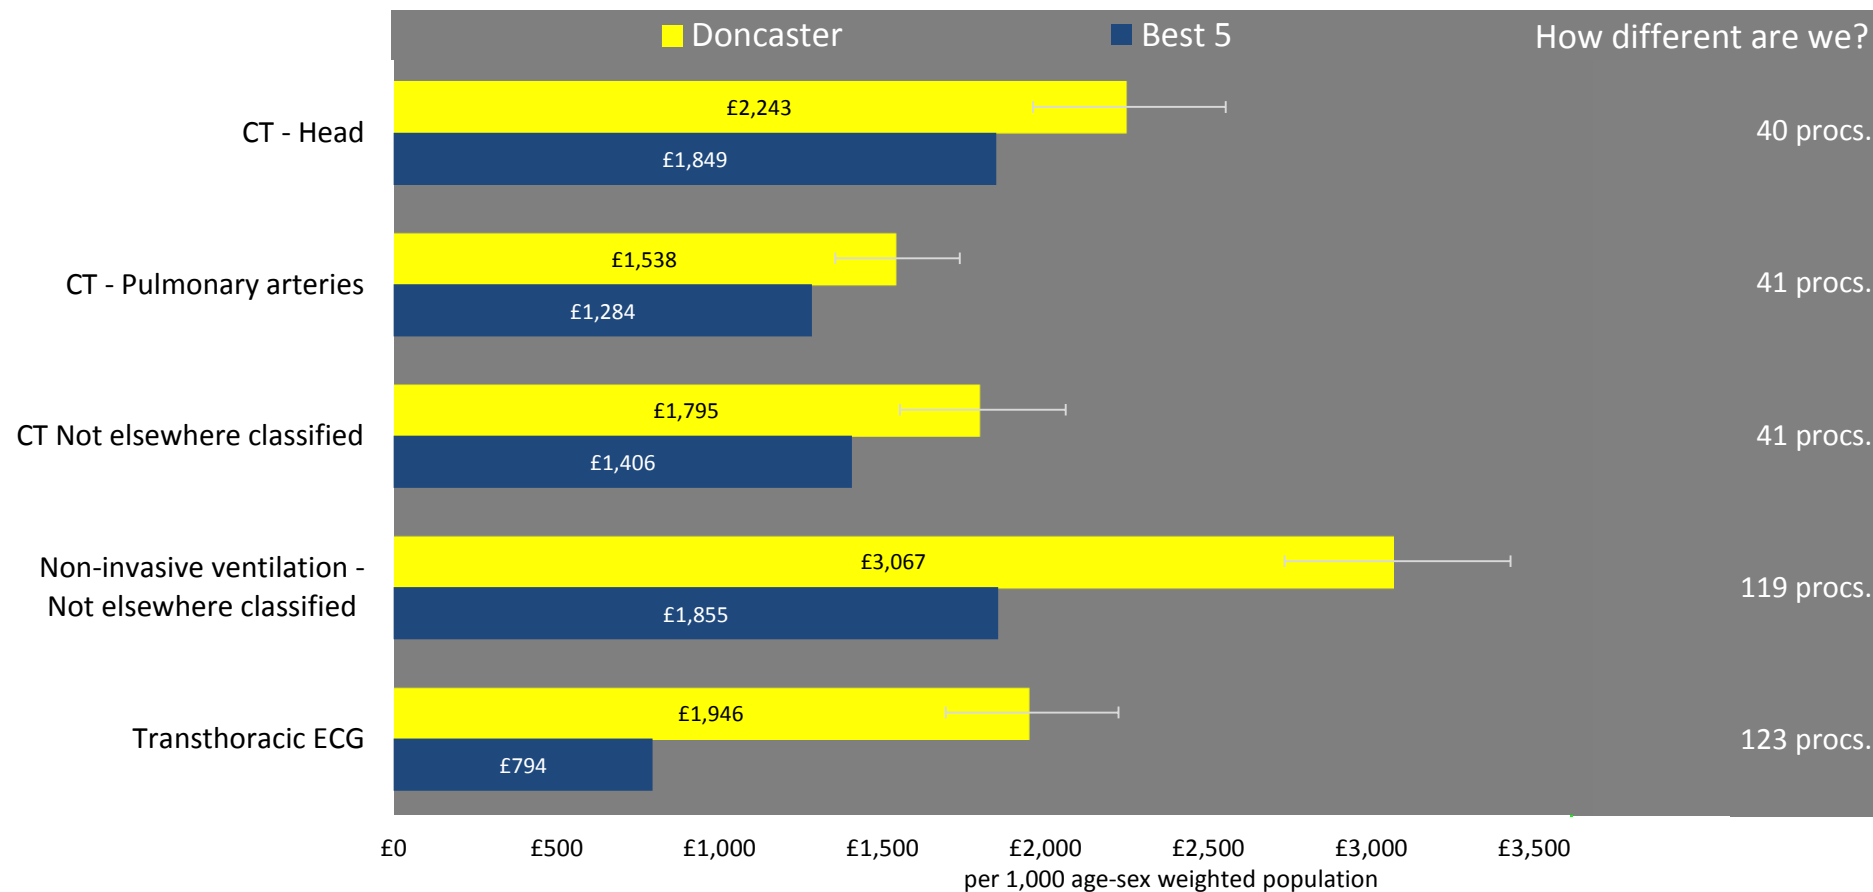 Doncaster Best 5 How different are we?
CT - Head
£2,243
£1,849
40 procs.
CT - Pulmonary arteries
£1,538
£1,284
41 procs.
CT Not elsewhere classified
£1,795
£1,406
41 procs.
Non-invasive ventilation -
Not elsewhere classified
£3,067
£1,855
119 procs.
Transthoracic ECG
£1,946
£794
123 procs.
£0 £500 £1,000 £1,500 £2,000 £2,500 £3,000 £3,500
per 1,000 age-sex weighted population